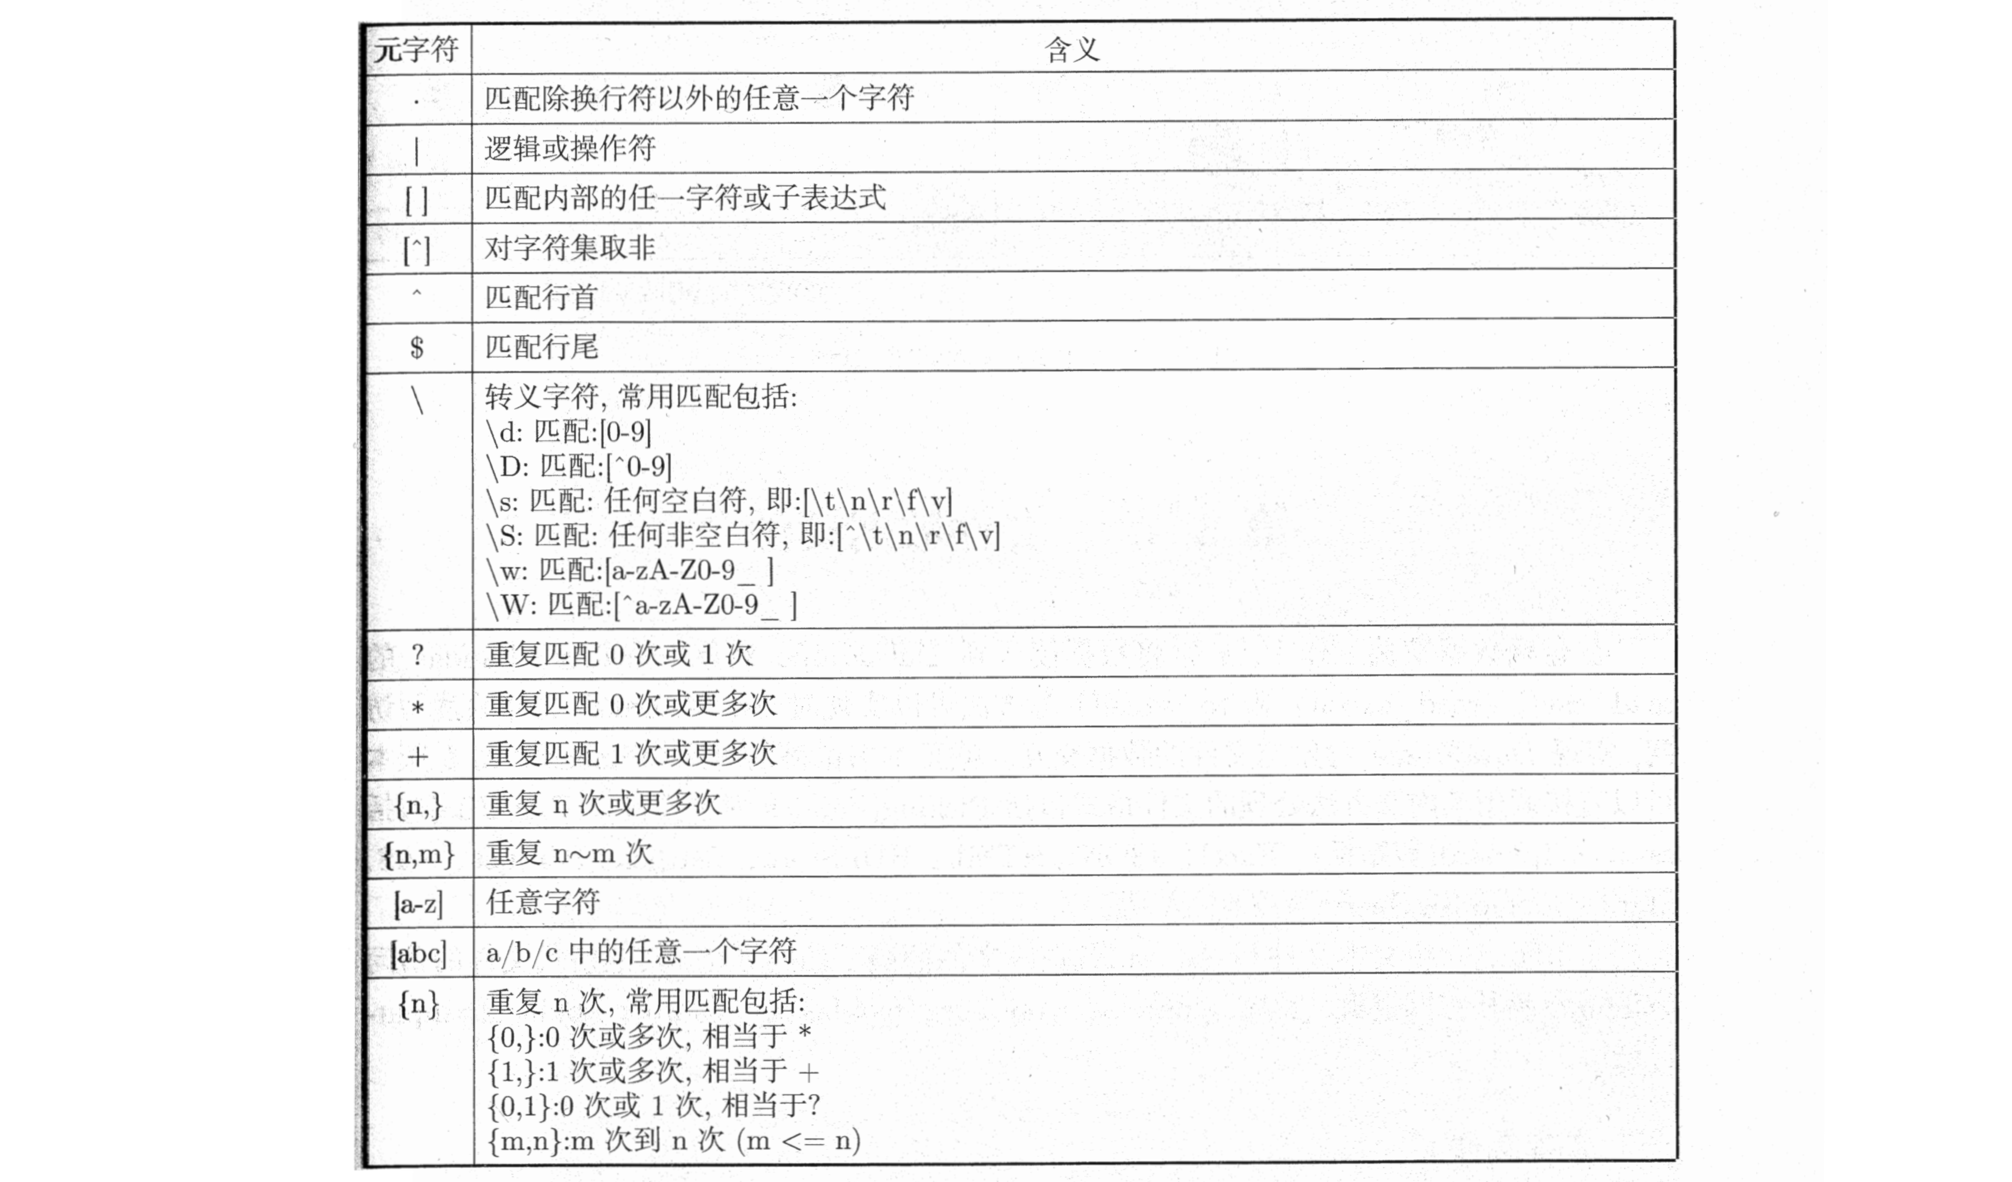 元字符 含义
. 匹配除换行符以外的任意一个字符
| 逻辑或操作符
[ ] 匹配内部的任一字符或子表达式
[^] 对字符集取非
^ 匹配行首
$ 匹配行尾
\ 转义字符, 常用匹配包括:
\d: 匹配:[0-9]
\D: 匹配:[^0-9]
\s: 匹配: 任何空白符, 即:[\t\n\r\f\v]
\S: 匹配: 任何非空白符, 即:[^\t\n\r\f\v]
\w: 匹配:[a-zA-Z0-9_ ]
\W: 匹配:[^a-zA-Z0-9_ ]
? 重复匹配 0 次或 1 次
* 重复匹配 0 次或更多次
+ 重复匹配 1 次或更多次
{n,} 重复 n 次或更多次
{n,m} 重复 n~m 次
[a-z] 任意字符
[abc] a/b/c 中的任意一个字符
{n} 重复 n 次, 常用匹配包括:
{0,}:0 次或多次, 相当于 *
{1,}:1 次或多次, 相当于 +
{0,1}:0 次或 1 次, 相当于?
{m,n}:m 次到 n 次 (m <= n)